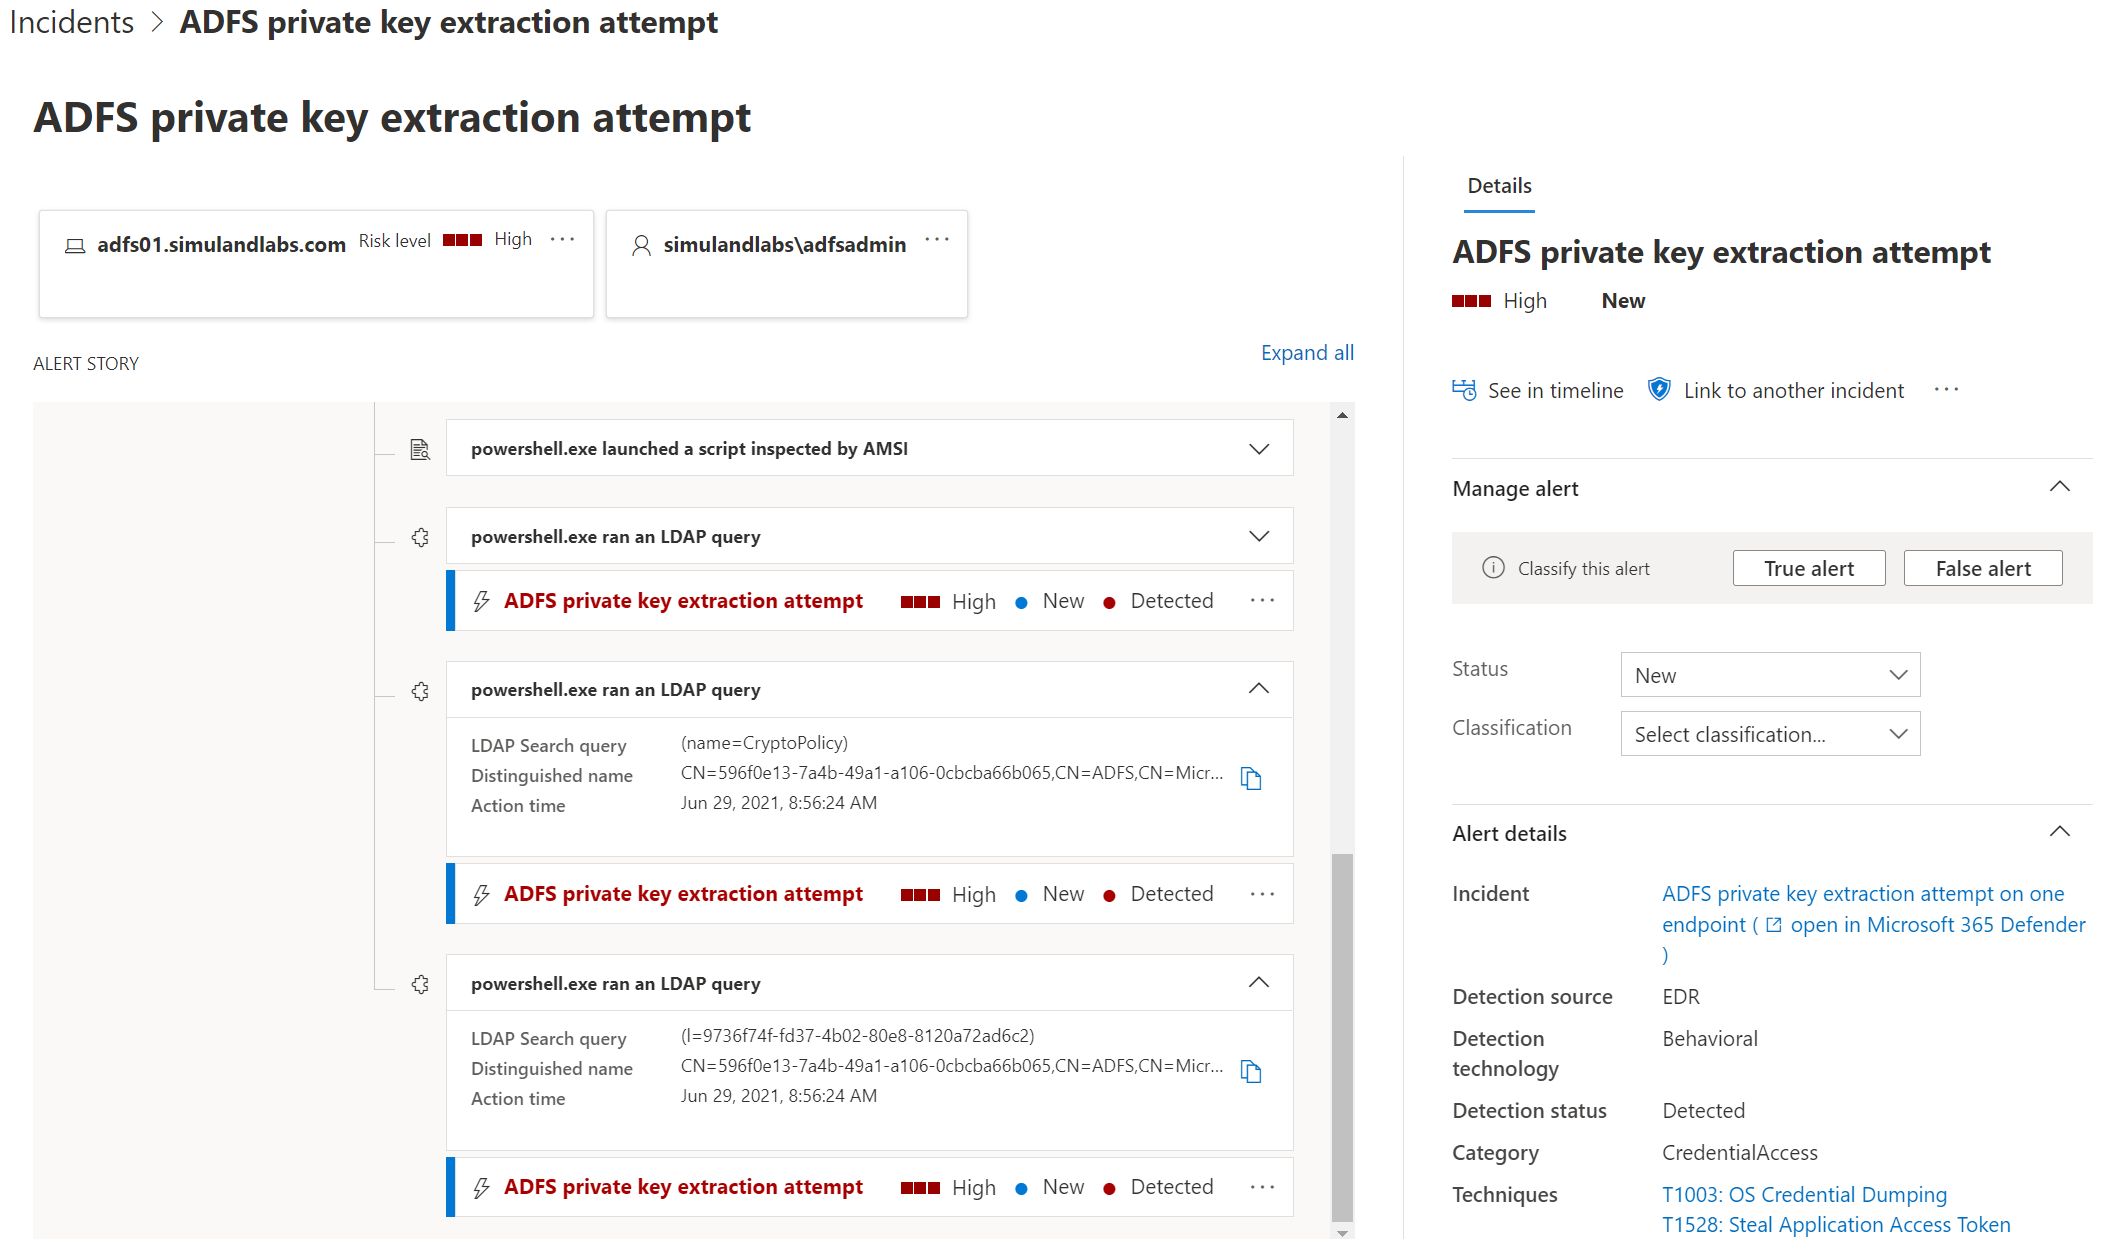 Incidents > ADFS private key extraction attempt
ADFS private key extraction attempt
adfs01.simulandlabs.com Risk level High ...
simulandlabs\adfsadmin ...
ALERT STORY
Expand all
powershell.exe launched a script inspected by AMSI
powershell.exe ran an LDAP query
ADFS private key extraction attempt High New Detected ...
powershell.exe ran an LDAP query
LDAP Search query (name=CryptoPolicy)
Distinguished name CN=596f0e13-7a4b-49a1-a106-0cbcba66b065,CN=ADFS,CN=Micr...
Action time Jun 29, 2021, 8:56:24 AM
ADFS private key extraction attempt High New Detected ...
powershell.exe ran an LDAP query
LDAP Search query (l=9736f74f-fd37-4b02-80e8-8120a72ad6c2)
Distinguished name CN=596f0e13-7a4b-49a1-a106-0cbcba66b065,CN=ADFS,CN=Micr...
Action time Jun 29, 2021, 8:56:24 AM
ADFS private key extraction attempt High New Detected ...
Details
ADFS private key extraction attempt
High New
See in timeline Link to another incident ...
Manage alert
Classify this alert True alert False alert
Status New
Classification Select classification...
Alert details
Incident ADFS private key extraction attempt on one
endpoint ( open in Microsoft 365 Defender
)
Detection source EDR
Detection Behavioral
technology
Detection status Detected
Category CredentialAccess
Techniques T1003: OS Credential Dumping
T1528: Steal Application Access Token